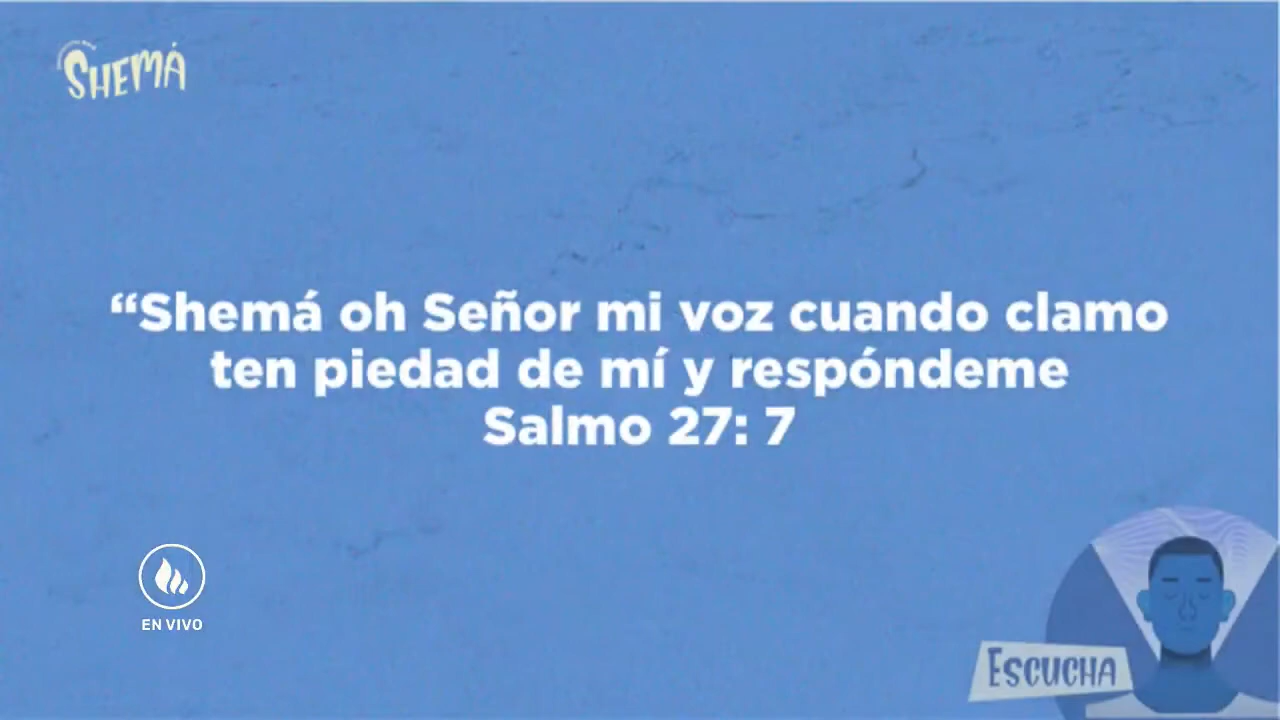 SHEMÁ
“Shemá oh Señor mi voz cuando clamo
ten piedad de mí y respóndeme
Salmo 27: 7
EN VIVO
ESCUCHA